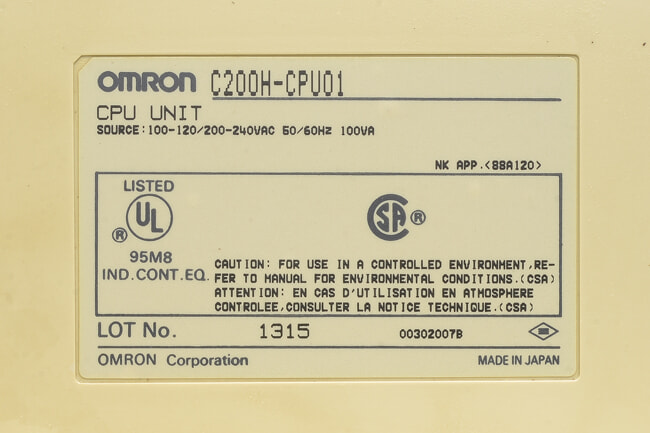 OMRON C200H-CPU01
CPU UNIT
SOURCE:100-120/200-240VAC 50/60HZ 100VA
NK APP.<88A120>
LISTED
UL ®
95M8
IND.CONT.EQ.
SA ®
CAUTION: FOR USE IN A CONTROLLED ENVIRONMENT,RE-
FER TO MANUAL FOR ENVIRONMENTAL CONDITIONS.(CSA)
ATTENTION: EN CAS D'UTILISATION EN ATMOSPHERE
CONTROLEE,CONSULTER LA NOTICE TECHNIQUE.(CSA)
LOT No. 1315 00302007B
OMRON Corporation MADE IN JAPAN